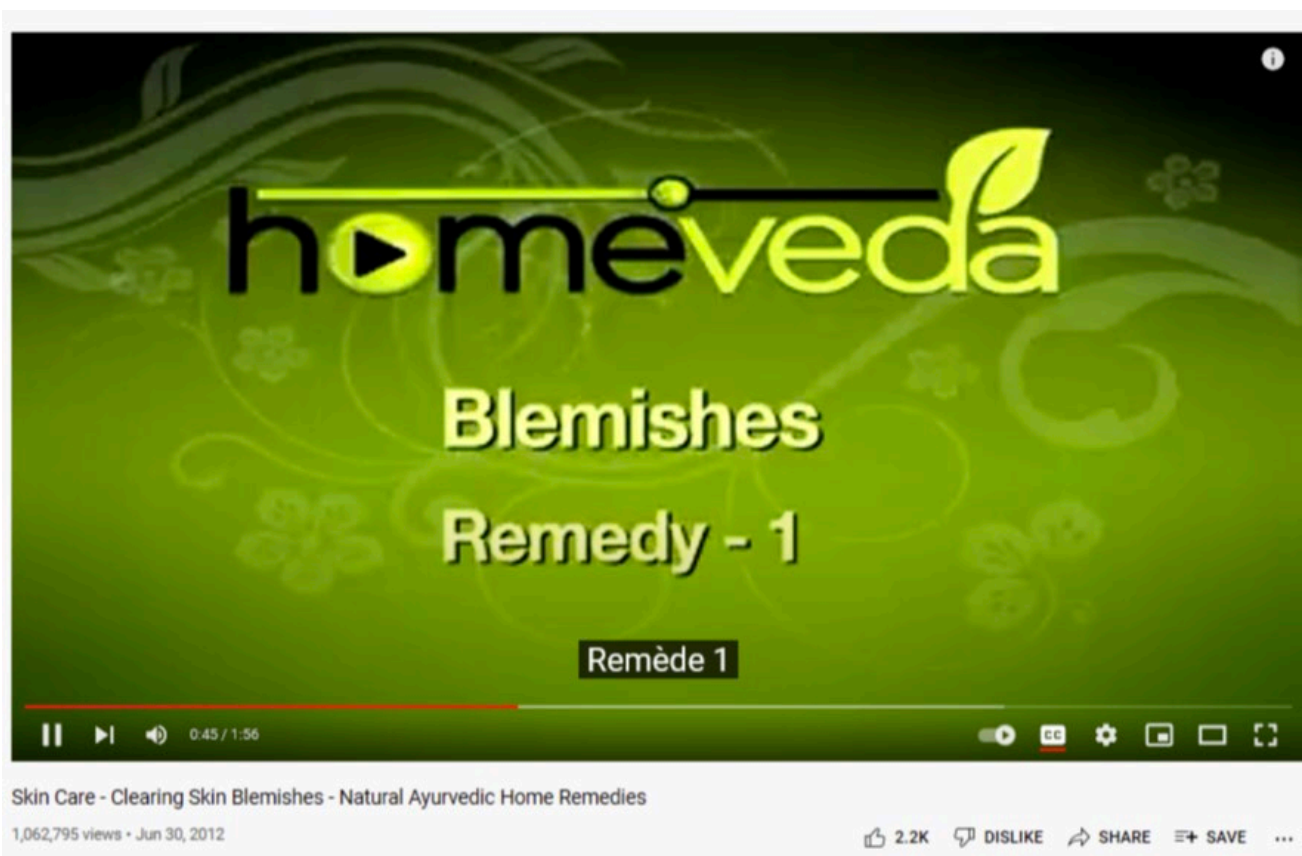 homeveda
Blemishes
Remedy - 1
Remède 1
0:45 / 1:56
CC
Skin Care - Clearing Skin Blemishes - Natural Ayurvedic Home Remedies
1,062,795 views • Jun 30, 2012
2.2K DISLIKE SHARE SAVE